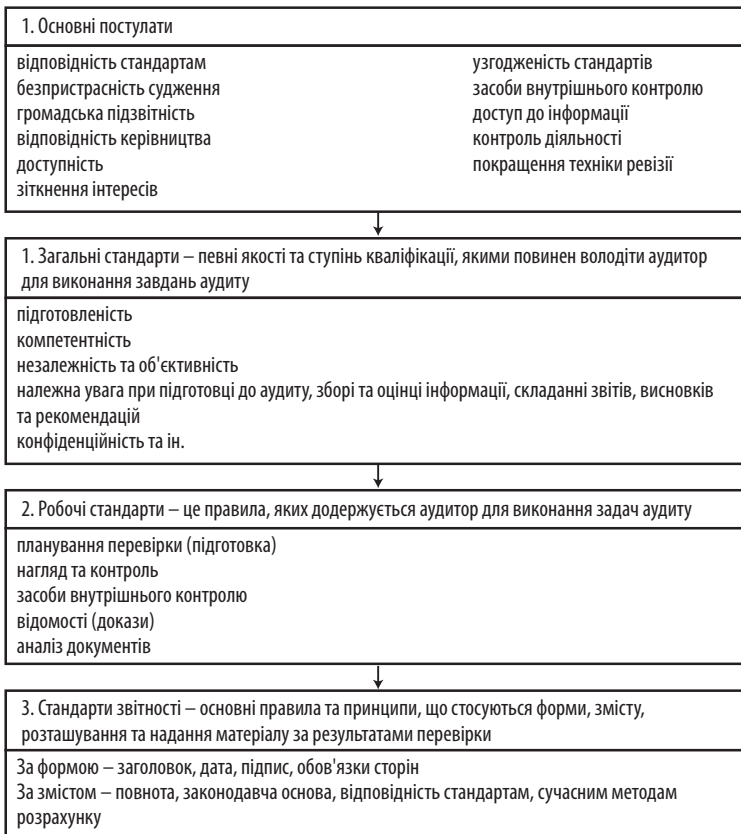 1. Основні постулати
відповідність стандартам
безпристрасність судження
громадська підзвітність
відповідність керівництва
доступність
зіткнення інтересів
узгодженість стандартів
засоби внутрішнього контролю
доступ до інформації
контроль діяльності
покращення техніки ревізії
1. Загальні стандарти – певні якості та ступінь кваліфікації, якими повинен володіти аудитор
для виконання завдань аудиту
підготовленість
компетентність
незалежність та об'єктивність
належна увага при підготовці до аудиту, зборі та оцінці інформації, складанні звітів, висновків
та рекомендацій
конфіденційність та ін.
2. Робочі стандарти – це правила, яких додержується аудитор для виконання задач аудиту
планування перевірки (підготовка)
нагляд та контроль
засоби внутрішнього контролю
відомості (докази)
аналіз документів
3. Стандарти звітності – основні правила та принципи, що стосуються форми, змісту,
розташування та надання матеріалу за результатами перевірки
За формою – заголовок, дата, підпис, обов'язки сторін
За змістом – повнота, законодавча основа, відповідність стандартам, сучасним методам
розрахунку